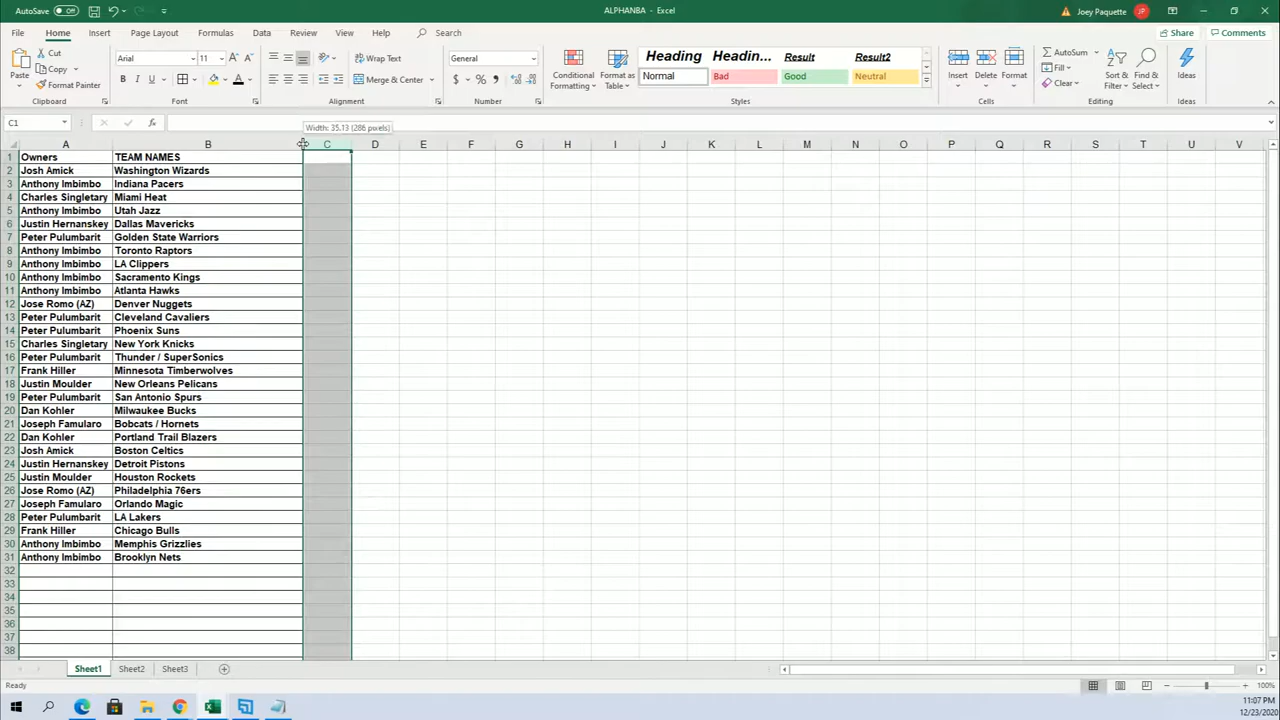 AutoSave Off ALPHANBA - Excel Joey Paquette JP
File Home Insert Page Layout Formulas Data Review View Help Search Share Comments
Paste Cut Copy Format Painter Clipboard
Arial 11 A A B I U A Font
Wrap Text Merge & Center Alignment
General $ % Number
Conditional Formatting Format as Table
Heading Headin... Result Result2
Normal Bad Good Neutral
Styles
Insert Delete Format Cells
AutoSum Fill Clear Sort & Filter Find & Select Editing
Ideas Ideas
C1 fx
Width: 35.13 (286 pixels)
A B C D E F G H I J K L M N O P Q R S T U V
1 Owners TEAM NAMES
2 Josh Amick Washington Wizards
3 Anthony Imbimbo Indiana Pacers
4 Charles Singletary Miami Heat
5 Anthony Imbimbo Utah Jazz
6 Justin Hernanskey Dallas Mavericks
7 Peter Pulumbarit Golden State Warriors
8 Anthony Imbimbo Toronto Raptors
9 Anthony Imbimbo LA Clippers
10 Anthony Imbimbo Sacramento Kings
11 Anthony Imbimbo Atlanta Hawks
12 Jose Romo (AZ) Denver Nuggets
13 Peter Pulumbarit Cleveland Cavaliers
14 Peter Pulumbarit Phoenix Suns
15 Charles Singletary New York Knicks
16 Peter Pulumbarit Thunder / SuperSonics
17 Frank Hiller Minnesota Timberwolves
18 Justin Moulder New Orleans Pelicans
19 Peter Pulumbarit San Antonio Spurs
20 Dan Kohler Milwaukee Bucks
21 Joseph Famularo Bobcats / Hornets
22 Dan Kohler Portland Trail Blazers
23 Josh Amick Boston Celtics
24 Justin Hernanskey Detroit Pistons
25 Justin Moulder Houston Rockets
26 Jose Romo (AZ) Philadelphia 76ers
27 Joseph Famularo Orlando Magic
28 Peter Pulumbarit LA Lakers
29 Frank Hiller Chicago Bulls
30 Anthony Imbimbo Memphis Grizzlies
31 Anthony Imbimbo Brooklyn Nets
32
33
34
35
36
37
38
Sheet1 Sheet2 Sheet3
Ready 100%
11:07 PM
12/23/2020